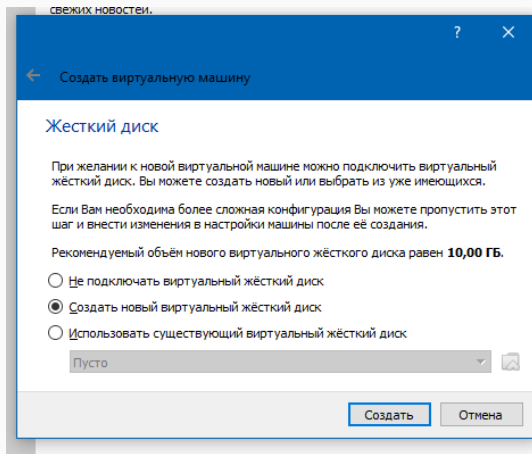 свежих новостей.
?
Создать виртуальную машину
Жесткий диск
При желании к новой виртуальной машине можно подключить виртуальный
жёсткий диск. Вы можете создать новый или выбрать из уже имеющихся.
Если Вам необходима более сложная конфигурация Вы можете пропустить этот
шаг и внести изменения в настройки машины после её создания.
Рекомендуемый объём нового виртуального жёсткого диска равен 10,00 ГБ.
Не подключать виртуальный жёсткий диск
Создать новый виртуальный жёсткий диск
Использовать существующий виртуальный жёсткий диск
Пусто
Создать Отмена